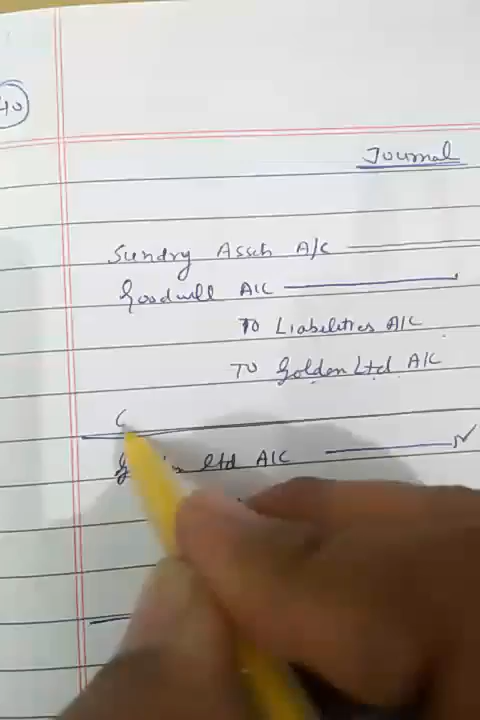 40
Journal
Sundry Assets A/c
Goodwill A/C
To Liabilities A/C
To Golden Ltd A/C
(
Ltd A/C